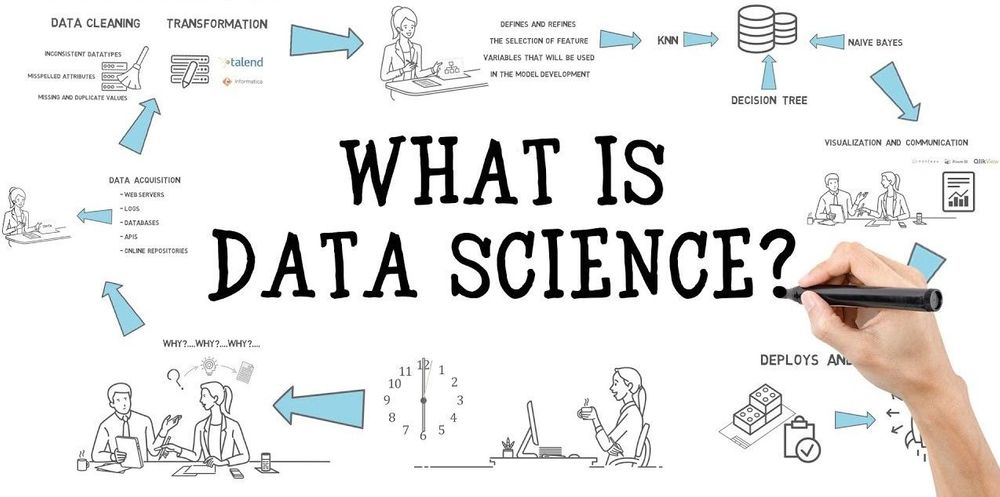 DATA CLEANING
INCONSISTENT DATATYPES
MISSPELLED ATTRIBUTES
MISSING AND DUPLICATE VALUES
TRANSFORMATION
talend
Informatica
DEFINES AND REFINES
THE SELECTION OF FEATURE
VARIABLES THAT WILL BE USED
IN THE MODEL DEVELOPMENT
KNN
NAIVE BAYES
DECISION TREE
VISUALIZATION AND COMMUNICATION
QlikView
DATA ACQUISITION
- WEB SERVERS
- LOGS
- DATABASES
- APIS
- ONLINE REPOSITORIES
DATA
WHAT IS
DATA SCIENCE?
WHY?....WHY?....WHY?....
12
1
2
3
4
5
6
7
8
9
10
11
DEPLOYS AND